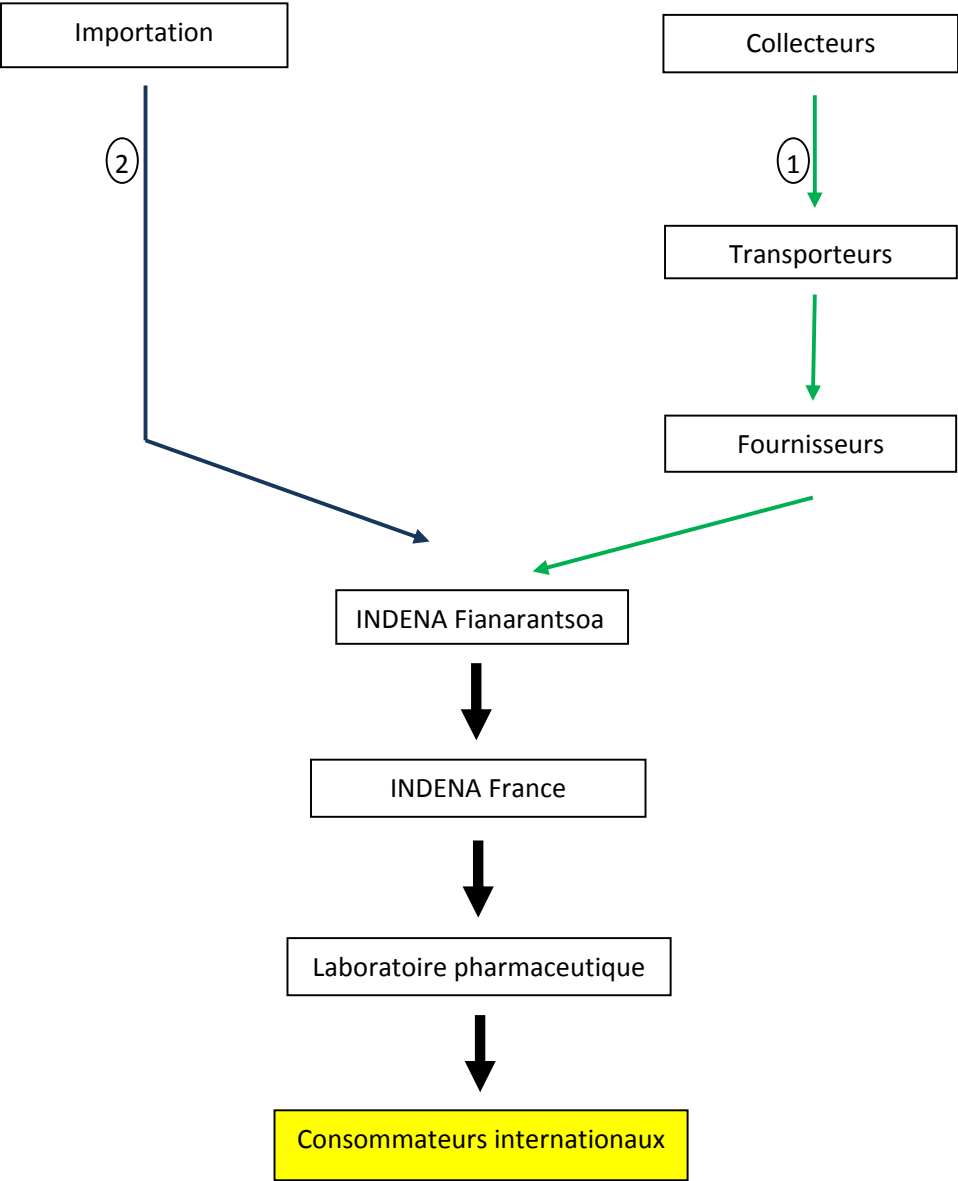 Importation
Collecteurs
2
1
Transporteurs
Fournisseurs
INDENA Fianarantsoa
INDENA France
Laboratoire pharmaceutique
Consommateurs internationaux